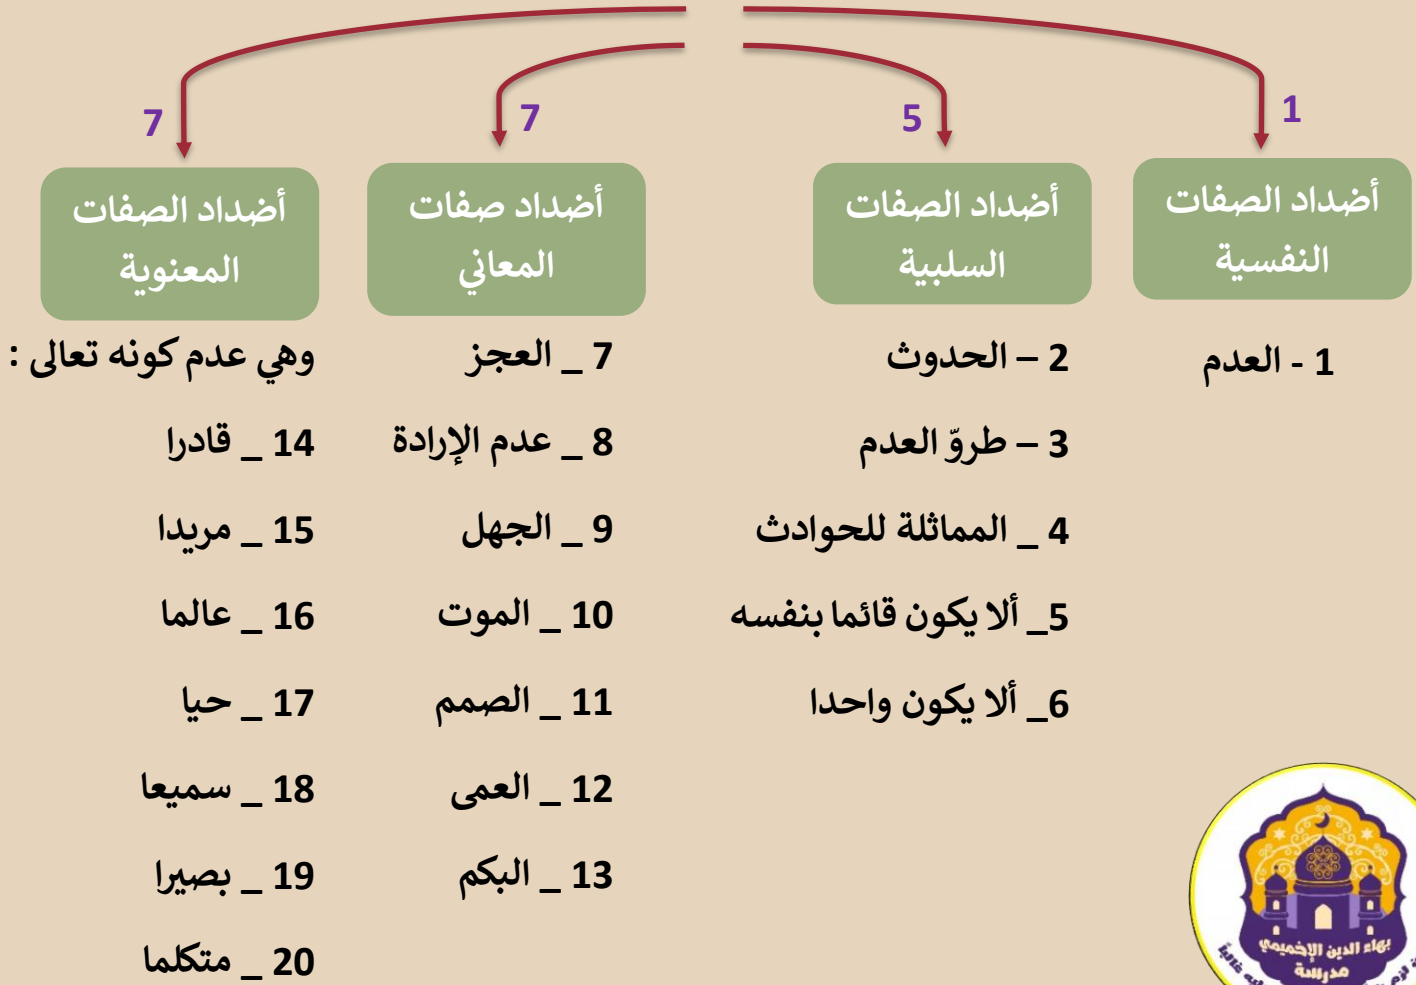 1
أضداد الصفات
النفسية
1 - العدم
5
أضداد الصفات
السلبية
2 – الحدوث
3 – طروّ العدم
4 _ المماثلة للحوادث
5_ ألا يكون قائما بنفسه
6_ ألا يكون واحدا
7
أضداد صفات
المعاني
7 _ العجز
8 _ عدم الإرادة
9 _ الجهل
10 _ الموت
11 _ الصمم
12 _ العمى
13 _ البكم
7
أضداد الصفات
المعنوية
وهي عدم كونه تعالى :
14 _ قادرا
15 _ مريدا
16 _ عالما
17 _ حيا
18 _ سميعا
19 _ بصيرا
20 _ متكلما
بهاء الدين الإخميمي
مدرسة